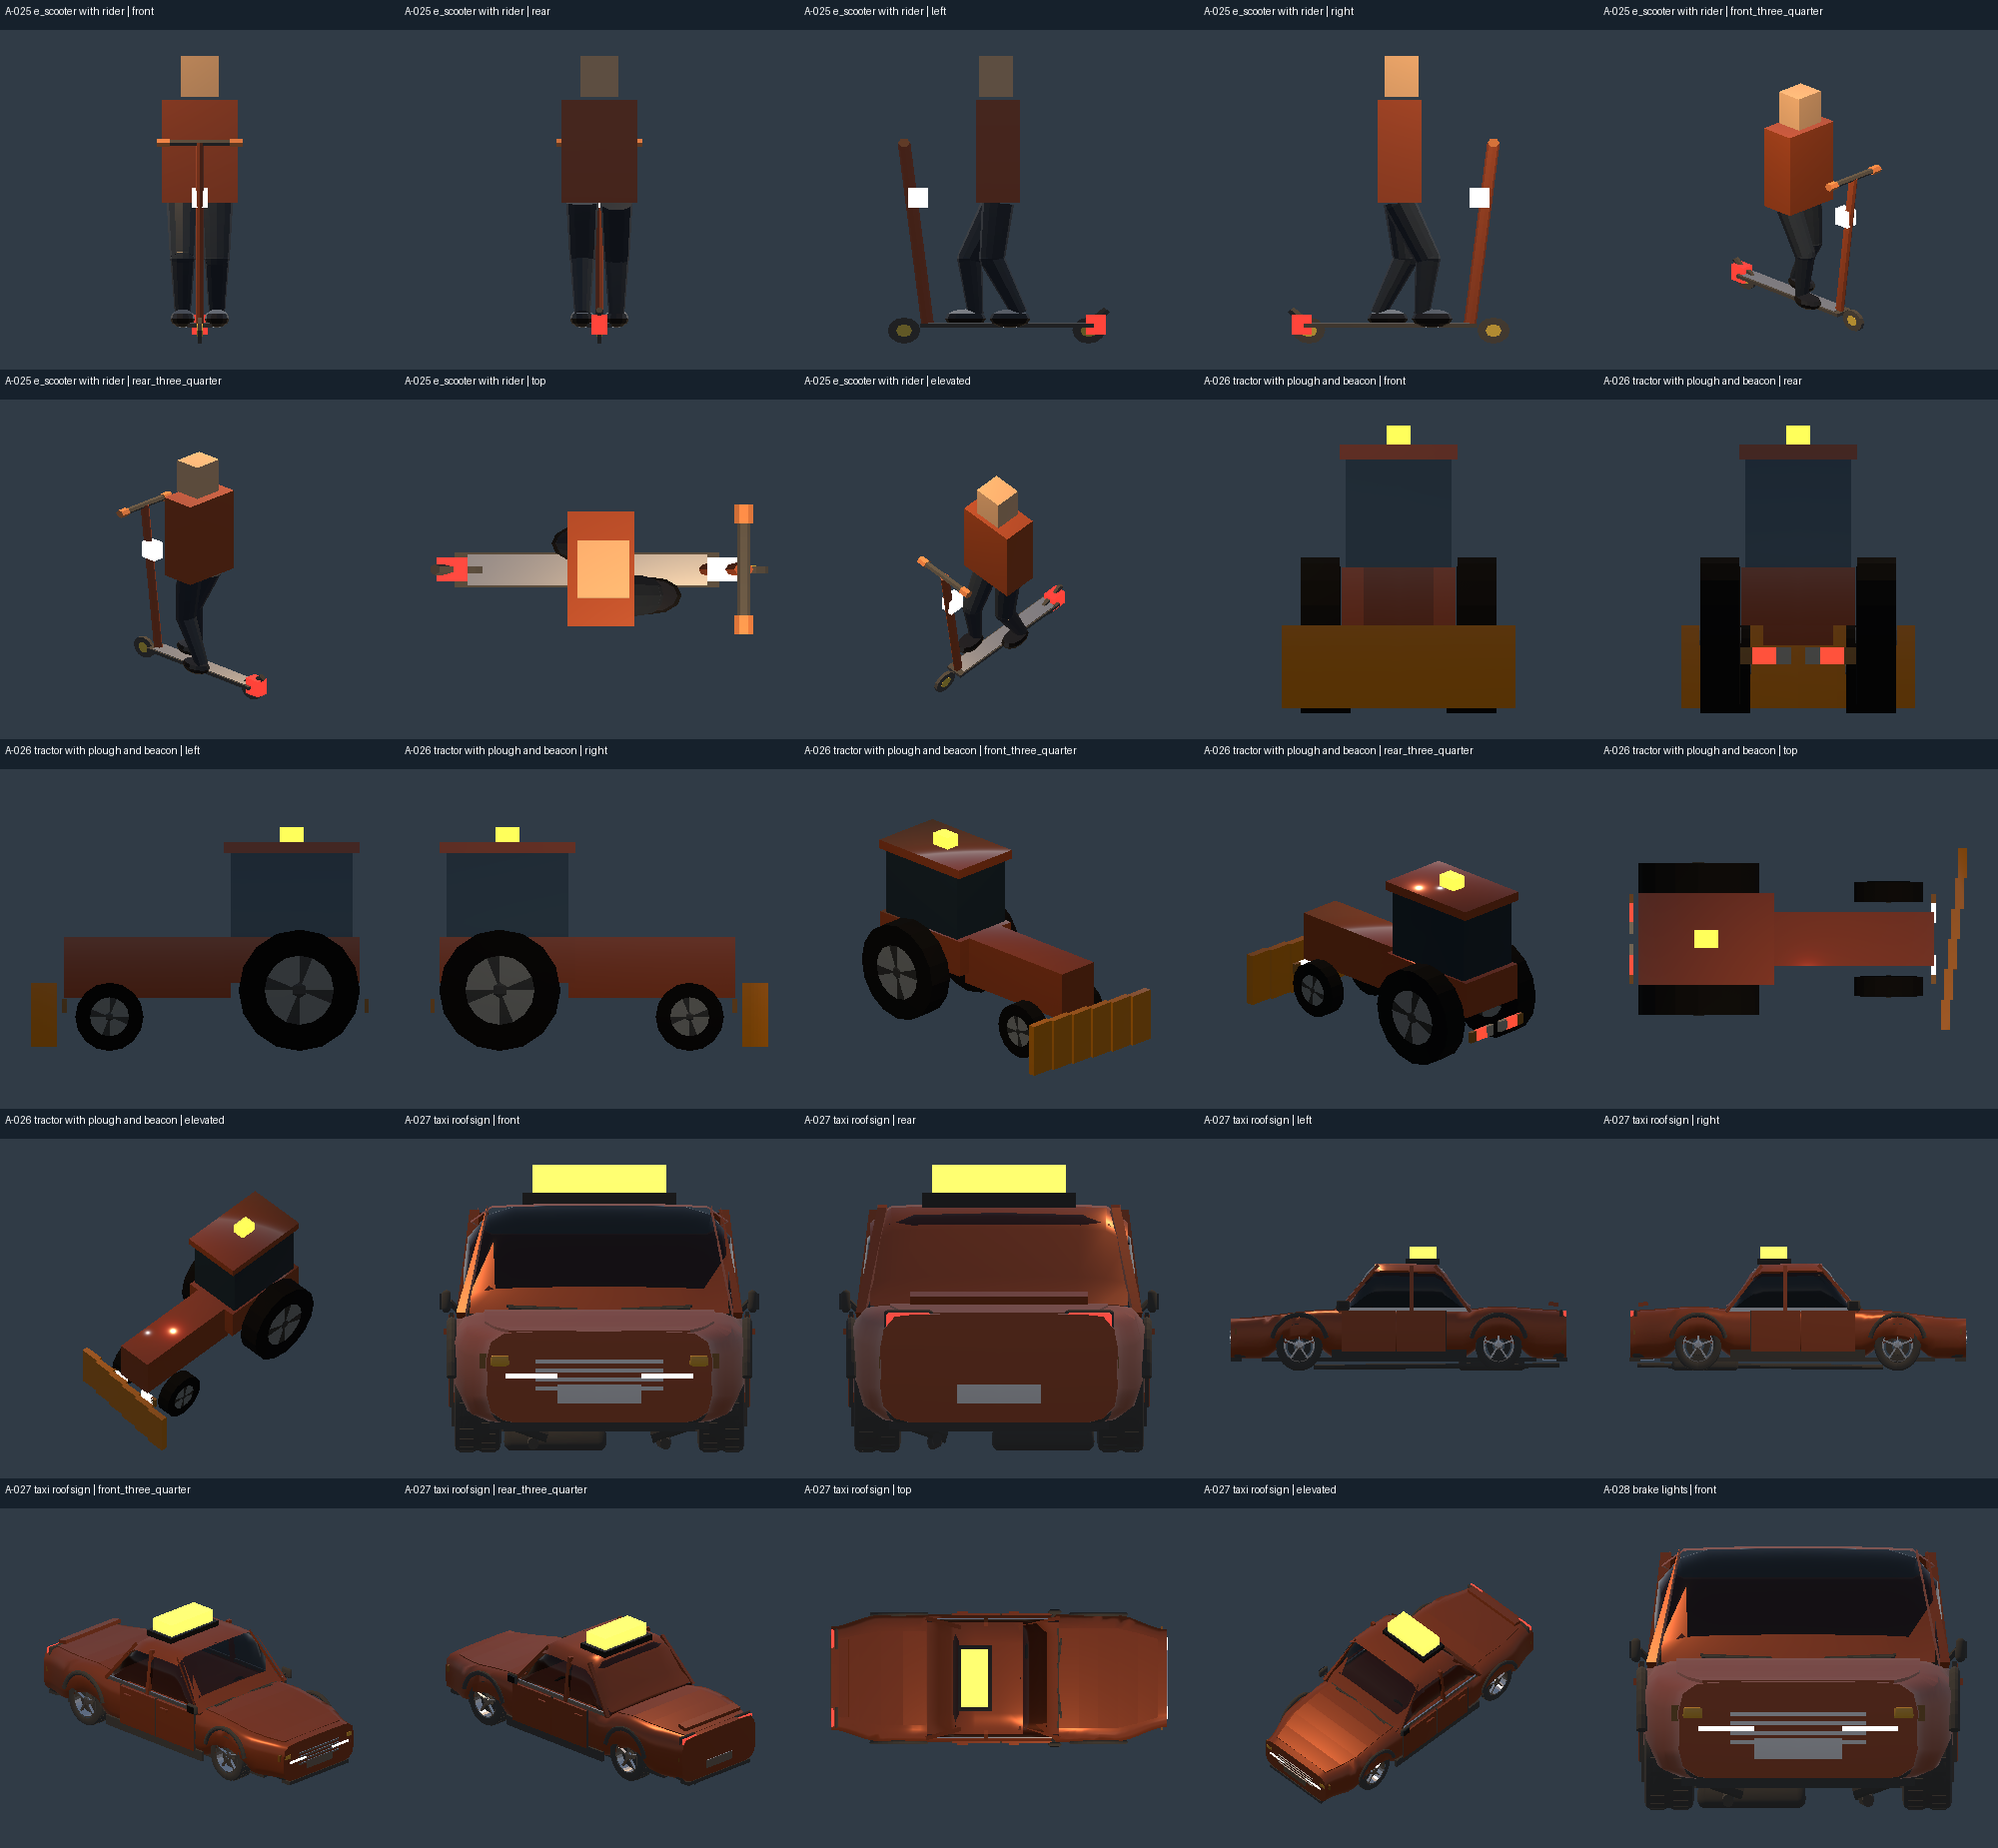 A-025 e_scooter with rider | front
A-025 e_scooter with rider | rear
A-025 e_scooter with rider | left
A-025 e_scooter with rider | right
A-025 e_scooter with rider | front_three_quarter
A-025 e_scooter with rider | rear_three_quarter
A-025 e_scooter with rider | top
A-025 e_scooter with rider | elevated
A-026 tractor with plough and beacon | front
A-026 tractor with plough and beacon | rear
A-026 tractor with plough and beacon | left
A-026 tractor with plough and beacon | right
A-026 tractor with plough and beacon | front_three_quarter
A-026 tractor with plough and beacon | rear_three_quarter
A-026 tractor with plough and beacon | top
A-026 tractor with plough and beacon | elevated
A-027 taxi roof sign | front
A-027 taxi roof sign | rear
A-027 taxi roof sign | left
A-027 taxi roof sign | right
A-027 taxi roof sign | front_three_quarter
A-027 taxi roof sign | rear_three_quarter
A-027 taxi roof sign | top
A-027 taxi roof sign | elevated
A-028 brake lights | front